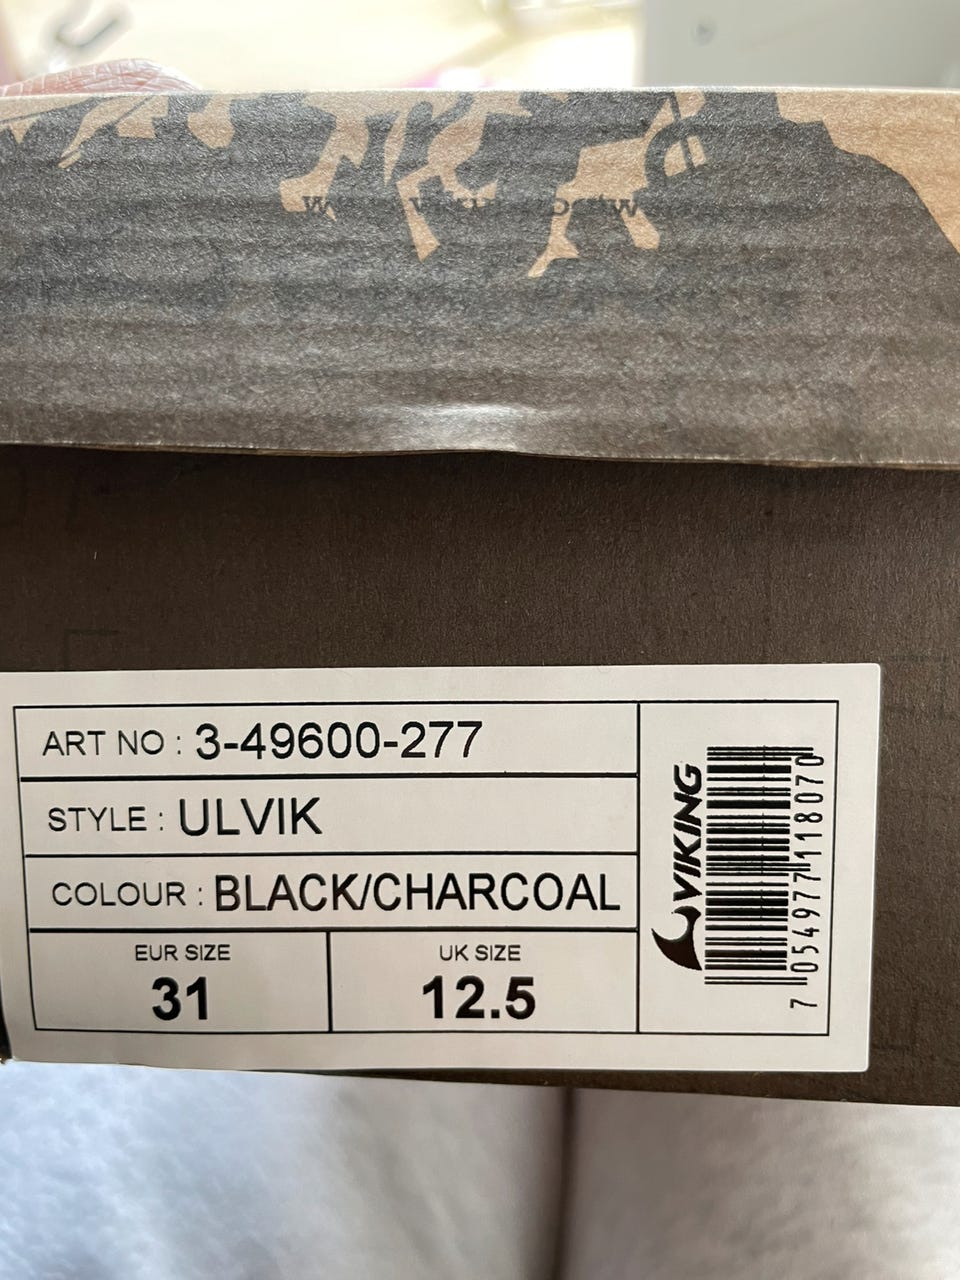 ART NO : 3-49600-277
STYLE : ULVIK
COLOUR : BLACK/CHARCOAL
EUR SIZE
31
UK SIZE
12.5
VIKING
7 054977 118070